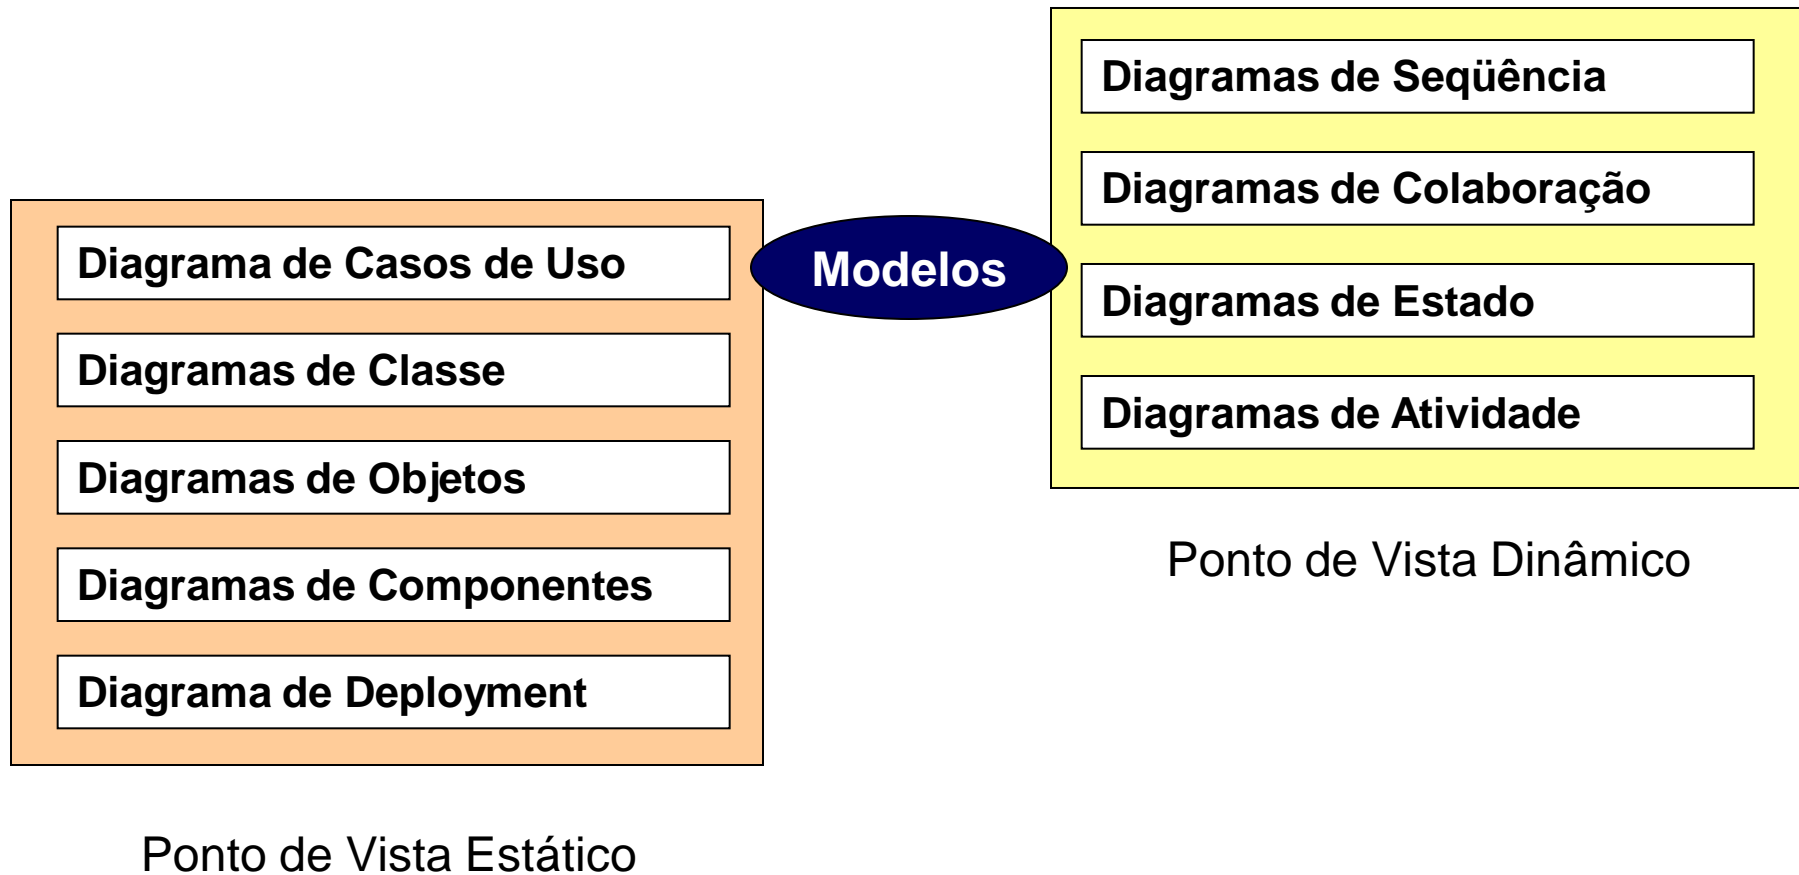 Diagrama de Casos de Uso
Diagramas de Classe
Diagramas de Objetos
Diagramas de Componentes
Diagrama de Deployment
Ponto de Vista Estático
Modelos
Diagramas de Seqüência
Diagramas de Colaboração
Diagramas de Estado
Diagramas de Atividade
Ponto de Vista Dinâmico